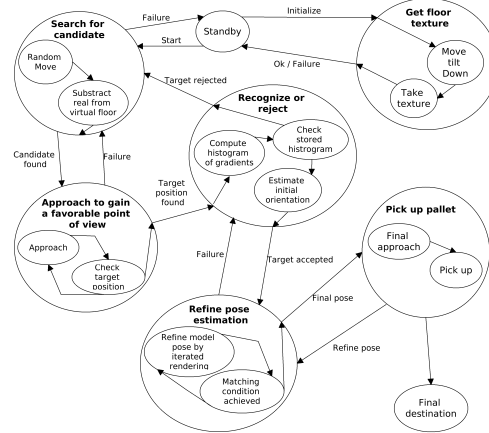 Search for
candidate
Failure
Initialize
Get floor
texture
Standby
Start
Random
Move
Move
tilt
Down
Ok / Failure
Target rejected
Take
texture
Substract
real from
virtual floor
Recognize or
reject
Check
stored
histrogram
Compute
histogram
of gradients
Candidate
found
Failure
Target
position
found
Estimate
initial
orientation
Approach to gain
a favorable point
of view
Approach
Check
target
position
Pick up pallet
Final
approach
Pick up
Failure
Target accepted
Final pose
Refine pose
estimation
Refine model
pose by
iterated
rendering
Refine pose
Matching
condition
achieved
Final
destination